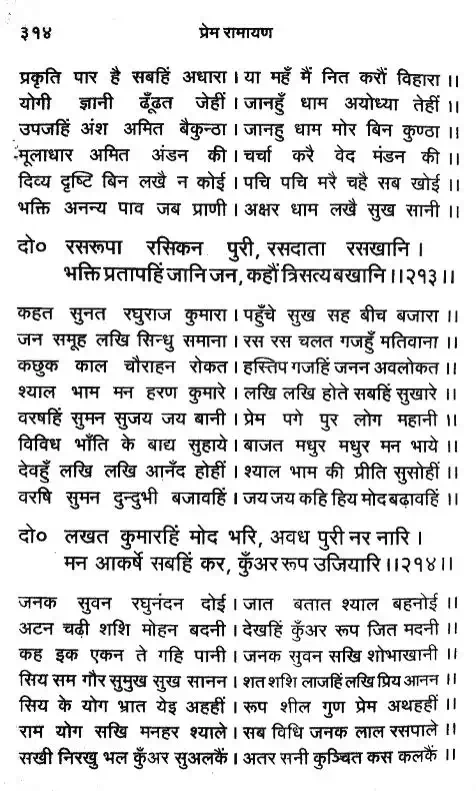 ३१४ प्रेम रामायण
प्रकृति पार है सबहिं अधारा । या महँ मैं नित करौं विहारा ।।
योगी ज्ञानी ढूँढ़त जेहीं । जानहुँ धाम अयोध्या तेहीं ।।
उपजहिं अंश अमित बैकुन्ठा । जानहु धाम मोर बिन कुण्ठा ।।
मूलाधार अमित अंडन की । चर्चा करै वेद मंडन की ।।
दिव्य दृष्टि बिन लखै न कोई । पचि पचि मरै चहै सब खोई ।।
भक्ति अनन्य पाव जब प्राणी । अक्षर धाम लखै सुख सानी ।।
दो० रसरूपा रसिकन पुरी, रसदाता रसखानि ।
भक्ति प्रतापहिं जानि जन, कहौं त्रिसत्य बखानि ।।२१३।।
कहत सुनत रघुराज कुमारा । पहुँचे सुख सह बीच बजारा ।।
जन समूह लखि सिन्धु समाना । रस रस चलत गजहुँ मतिवाना ।।
कछुक काल चौराहन रोकत । हस्तिप गजहिं जनन अवलोकत ।।
श्याल भाम मन हरण कुमारे । लखि लखि होते सबहिं सुखारे ।।
वरषहिं सुमन सुजय जय बानी । प्रेम पगे पुर लोग महानी ।।
विविध भाँति के बाद्य सुहाये । बाजत मधुर मधुर मन भाये ।।
देवहुँ लखि लखि आनँद होहीं । श्याल भाम की प्रीति सुसोहीं ।।
वरषि सुमन दुन्दुभी बजावहिं । जय जय कहि हिय मोद बढ़ावहिं ।।
दो० लखत कुमारहिं मोद भरि, अवध पुरी नर नारि ।
मन आकर्षे सबहिं कर, कुँअर रूप उजियारि ।।२१४।।
जनक सुवन रघुनंदन दोई । जात बतात श्याल बहनोई ।।
अटन चढ़ी शशि मोहन बदनी । देखहिं कुँअर रूप जित मदनी ।।
कह इक एकन ते गहि पानी । जनक सुवन सखि शोभाखानी ।।
सिय सम गौर सुमुख सुख सानन । शत शशि लाजहिं लखि प्रिय आनन ।।
सिय के योग भ्रात येइ अहहीं । रूप शील गुण प्रेम अथहहीं ।।
राम योग सखि मनहर श्याले । सब विधि जनक लाल रसपाले ।।
सखी निरखु भल कुँअर सुअलकैं । अतर सनी कुञ्चित कस कलकैं ।।